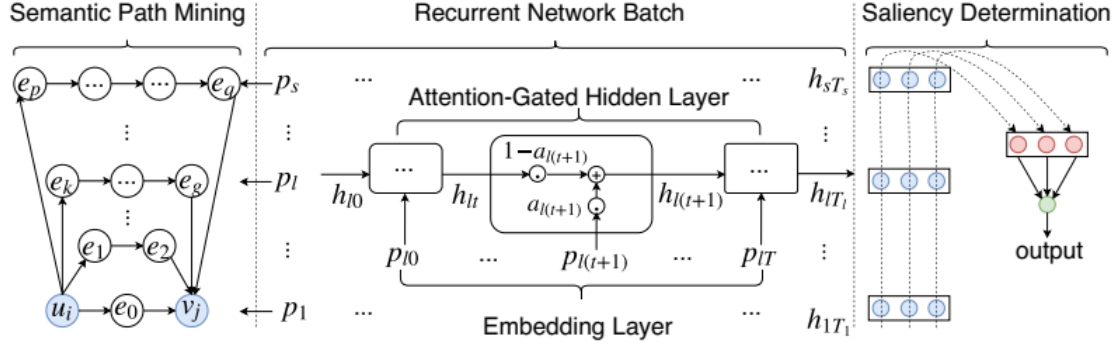 Semantic Path Mining
Recurrent Network Batch
Saliency Determination
e_p ... ... e_q p_s ... ... h_{sT_s}
Attention-Gated Hidden Layer
⋮ ⋮ ⋮
... 1−a_{l(t+1)} . + ...
e_k ... e_g p_l h_{l0} h_{lt} a_{l(t+1)} . h_{l(t+1)} h_{lT_l}
⋮ ⋮ ⋮
e_1 e_2 p_{l0} ... p_{l(t+1)} ... p_{lT}
output
u_i e_0 v_j p_1 ... ... h_{1T_1}
Embedding Layer